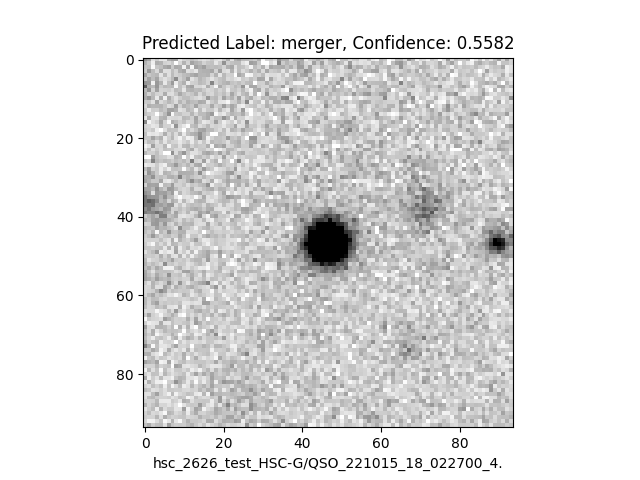 Predicted Label: merger, Confidence: 0.5582
0
20
40
60
80
0 20 40 60 80
hsc_2626_test_HSC-G/QSO_221015_18_022700_4.